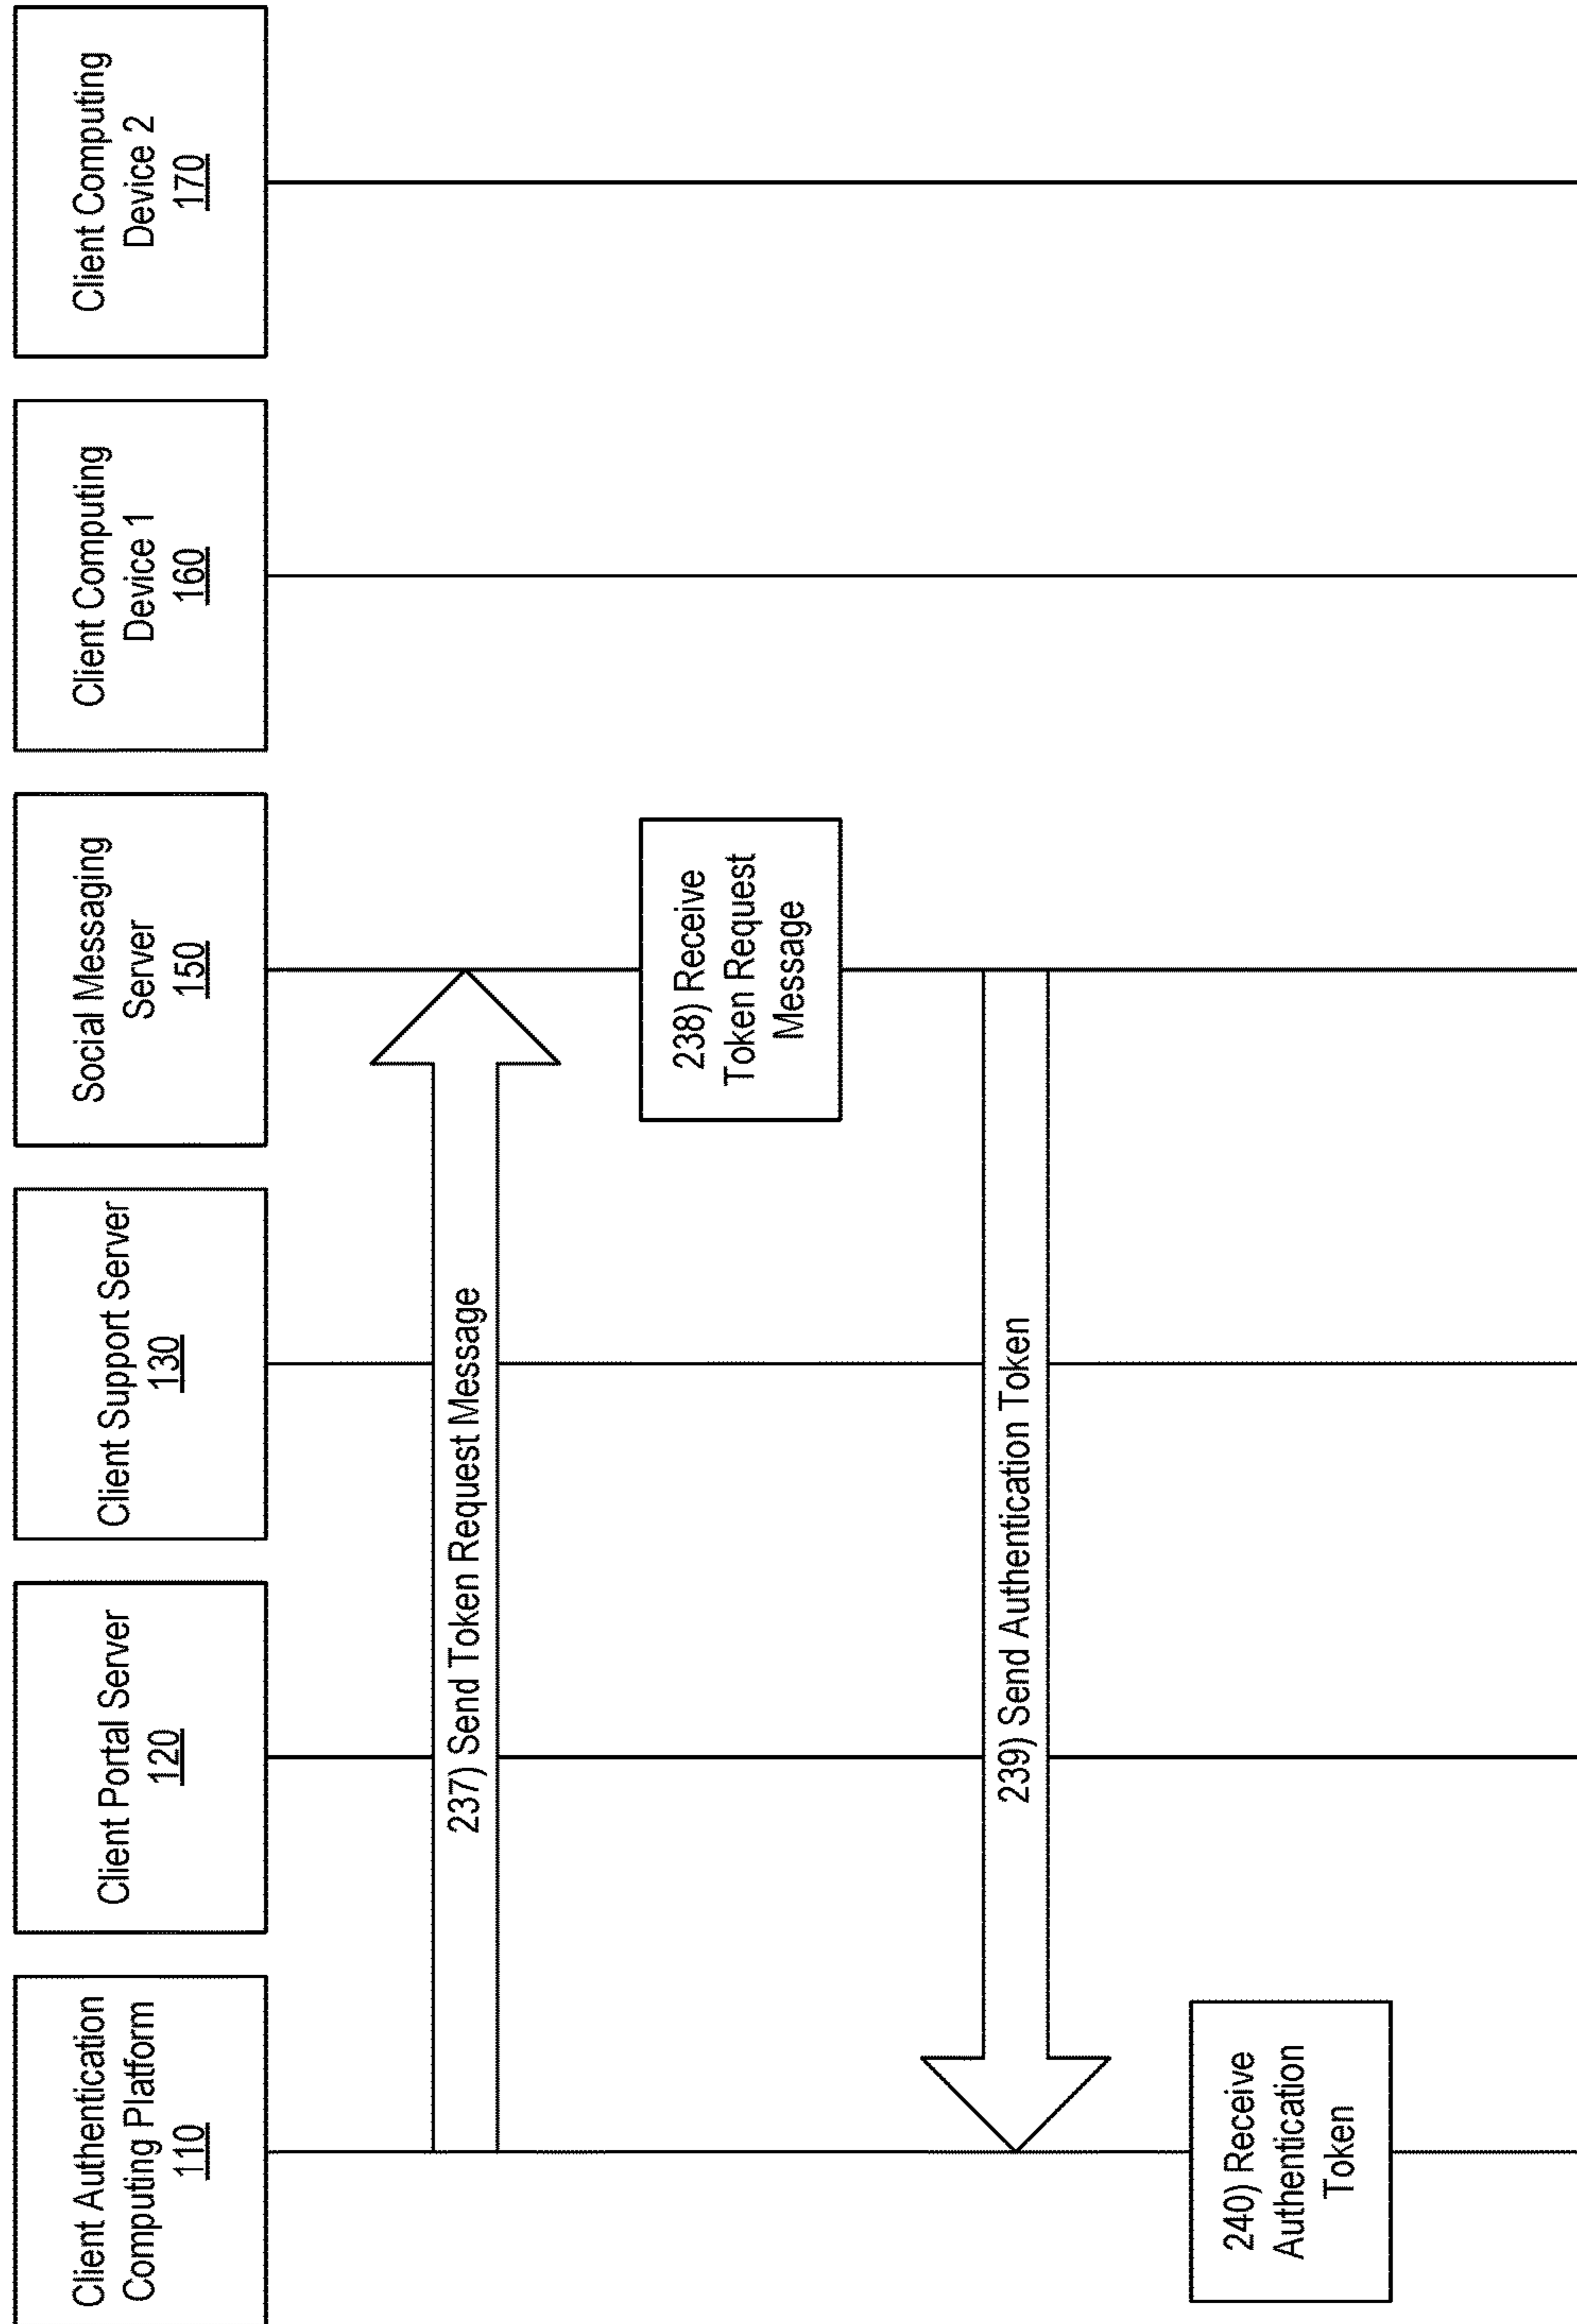 Client Authentication
Computing Platform
110
Client Portal Server
120
Client Support Server
130
Social Messaging
Server
150
Client Computing
Device 1
160
Client Computing
Device 2
170
237) Send Token Request Message
238) Receive
Token Request
Message
239) Send Authentication Token
240) Receive
Authentication
Token